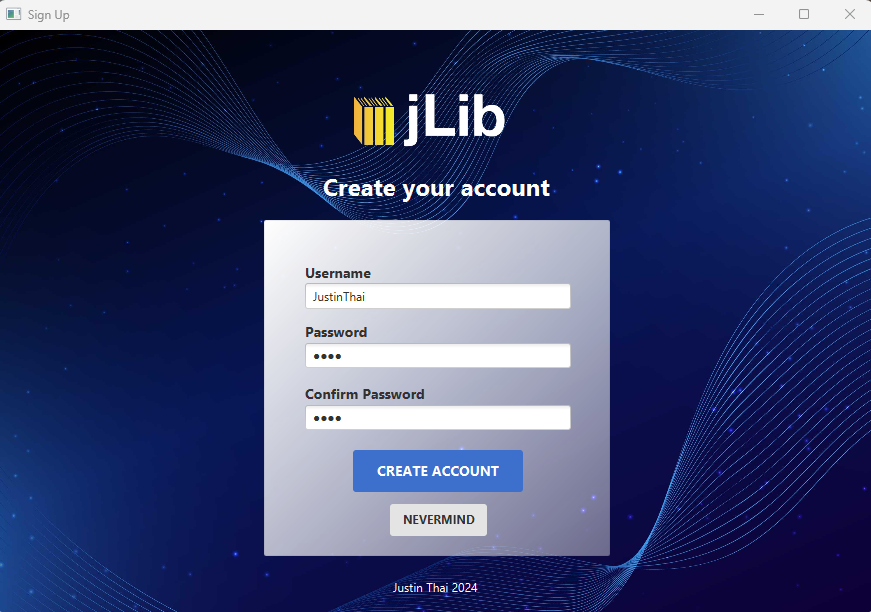 Sign Up
jLib
Create your account
Username
JustinThai
Password
••••
Confirm Password
••••
CREATE ACCOUNT
NEVERMIND
Justin Thai 2024